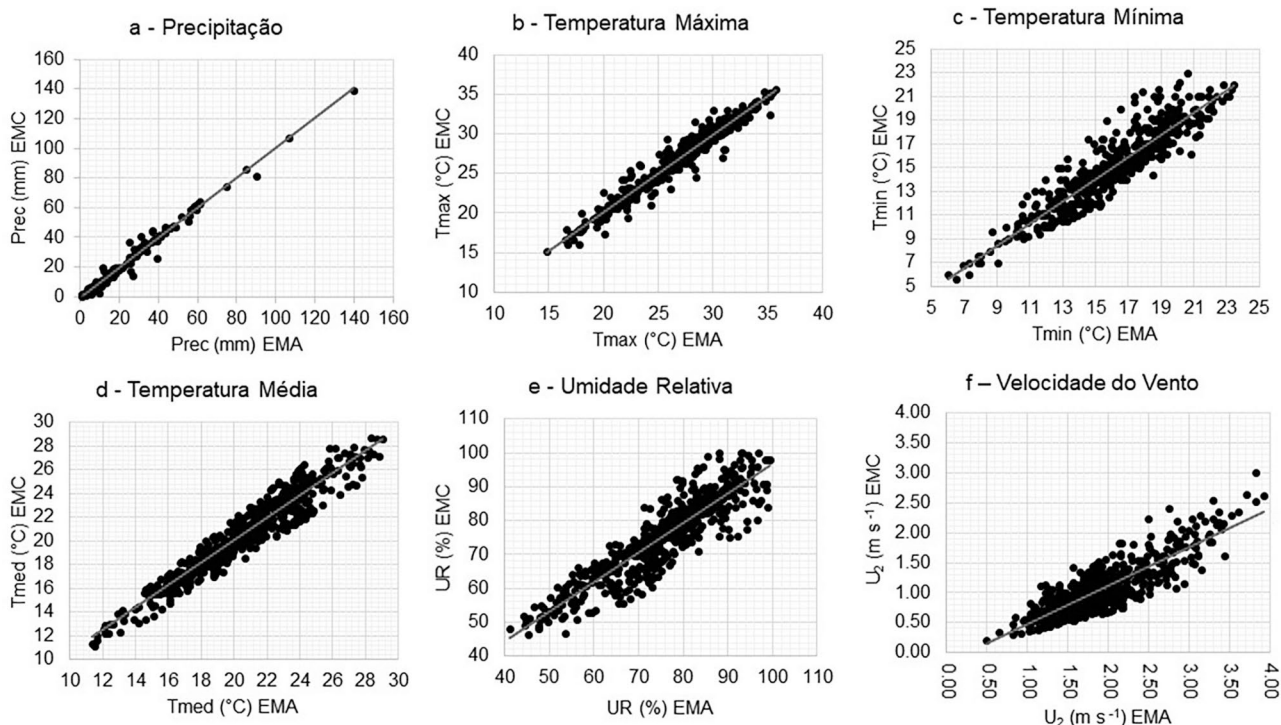 a - Precipitação
Prec (mm) EMC
160
140
120
100
80
60
40
20
0
0 20 40 60 80 100 120 140 160
Prec (mm) EMA
b - Temperatura Máxima
Tmax (°C) EMC
40
35
30
25
20
15
10
10 15 20 25 30 35 40
Tmax (°C) EMA
c - Temperatura Mínima
Tmin (°C) EMC
25
23
21
19
17
15
13
11
9
7
5
5 7 9 11 13 15 17 19 21 23 25
Tmin (°C) EMA
d - Temperatura Média
Tmed (°C) EMC
30
28
26
24
22
20
18
16
14
12
10
10 12 14 16 18 20 22 24 26 28 30
Tmed (°C) EMA
e - Umidade Relativa
UR (%) EMC
110
100
90
80
70
60
50
40
40 50 60 70 80 90 100 110
UR (%) EMA
f – Velocidade do Vento
U₂ (m s⁻¹) EMC
4.00
3.50
3.00
2.50
2.00
1.50
1.00
0.50
0.00
0.00 0.50 1.00 1.50 2.00 2.50 3.00 3.50 4.00
U₂ (m s⁻¹) EMA